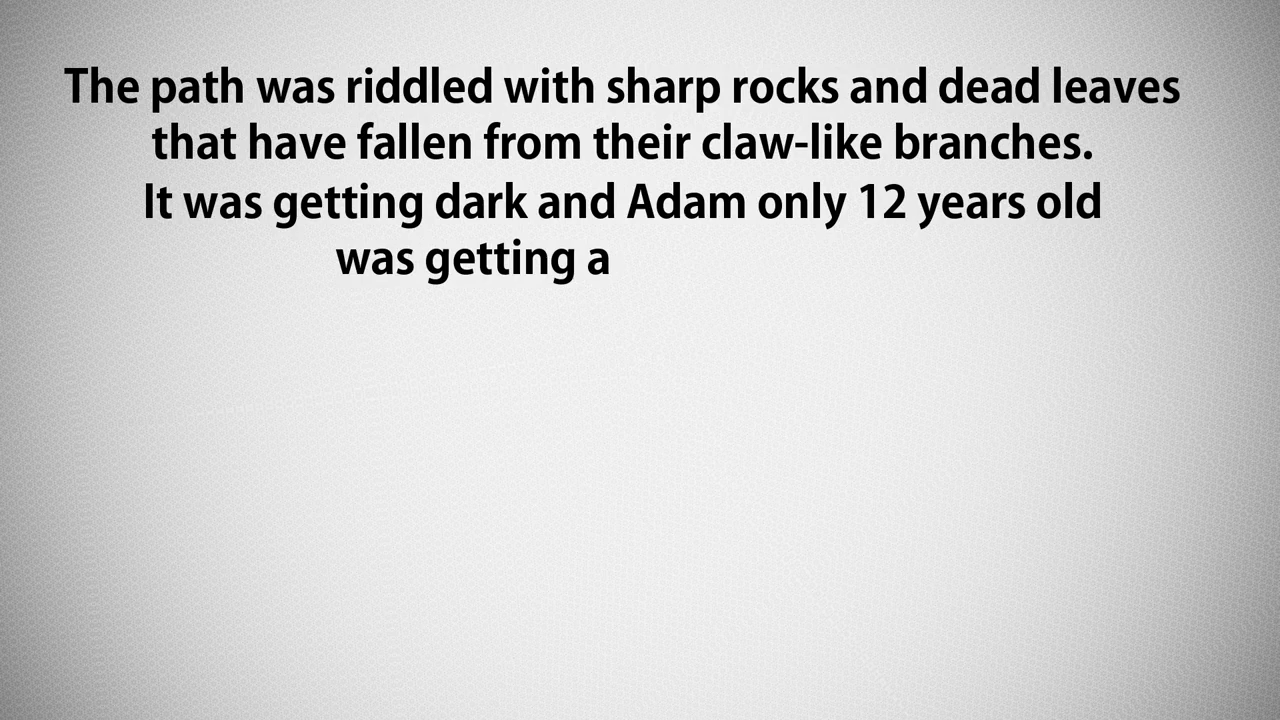 The path was riddled with sharp rocks and dead leaves
that have fallen from their claw-like branches.
It was getting dark and Adam only 12 years old
was getting a